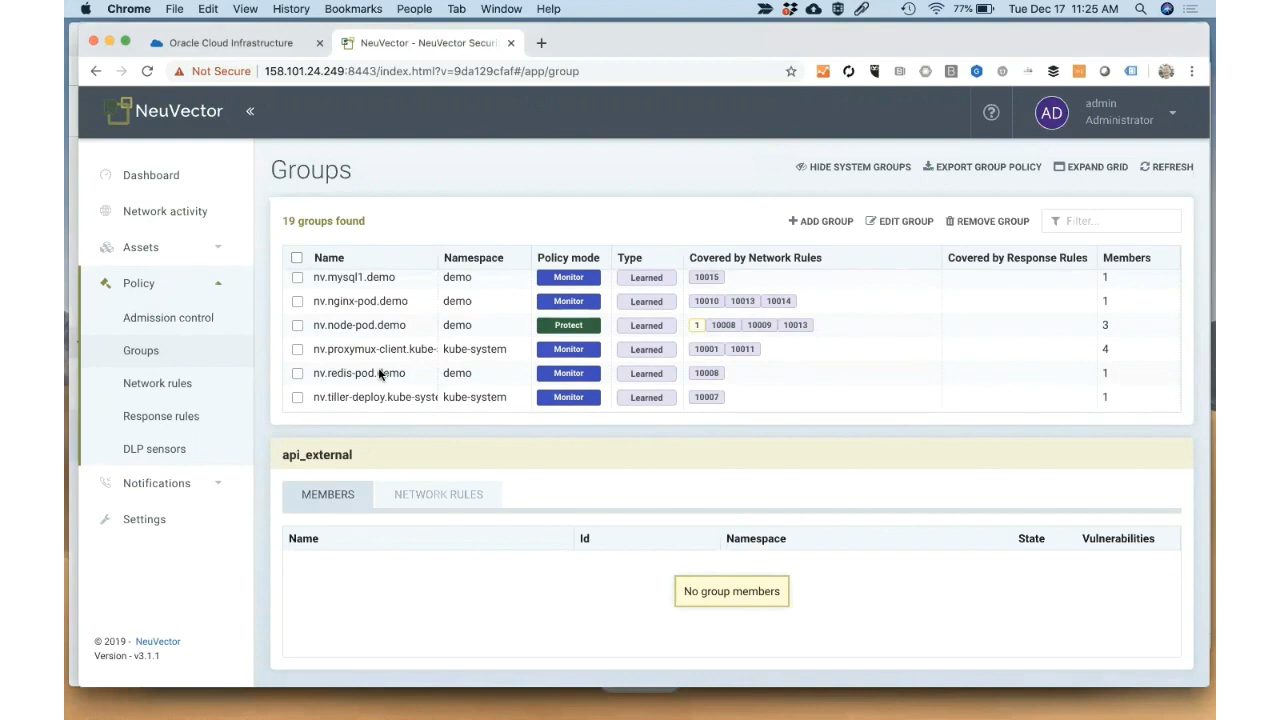 Chrome File Edit View History Bookmarks People Tab Window Help 77% Tue Dec 17 11:25 AM
Oracle Cloud Infrastructure × NeuVector - NeuVector Securi × +
Not Secure 158.101.24.249:8443/index.html?v=9da129cfaf#/app/group
NeuVector « ? AD admin
Administrator
Dashboard
Network activity
Assets
Policy
Admission control
Groups
Network rules
Response rules
DLP sensors
Notifications
Settings
© 2019 - NeuVector
Version - v3.1.1
Groups HIDE SYSTEM GROUPS EXPORT GROUP POLICY EXPAND GRID REFRESH
19 groups found + ADD GROUP EDIT GROUP REMOVE GROUP Filter...
Name Namespace Policy mode Type Covered by Network Rules Covered by Response Rules Members
nv.mysql1.demo demo Monitor Learned 10015 1
nv.nginx-pod.demo demo Monitor Learned 10010 10013 10014 1
nv.node-pod.demo demo Protect Learned 1 10008 10009 10013 3
nv.proxymux-client.kube- kube-system Monitor Learned 10001 10011 4
nv.redis-pod.demo demo Monitor Learned 10008 1
nv.tiller-deploy.kube-syste kube-system Monitor Learned 10007 1
api_external
MEMBERS NETWORK RULES
Name Id Namespace State Vulnerabilities
No group members